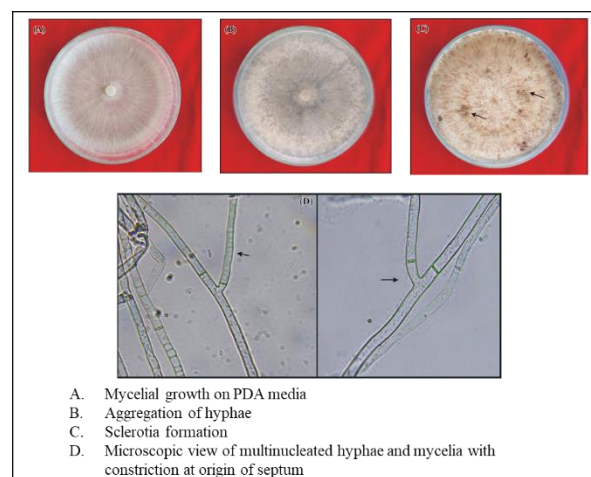 (A)
(B)
(C)
(D)
A. Mycelial growth on PDA media
B. Aggregation of hyphae
C. Sclerotia formation
D. Microscopic view of multinucleated hyphae and mycelia with
constriction at origin of septum